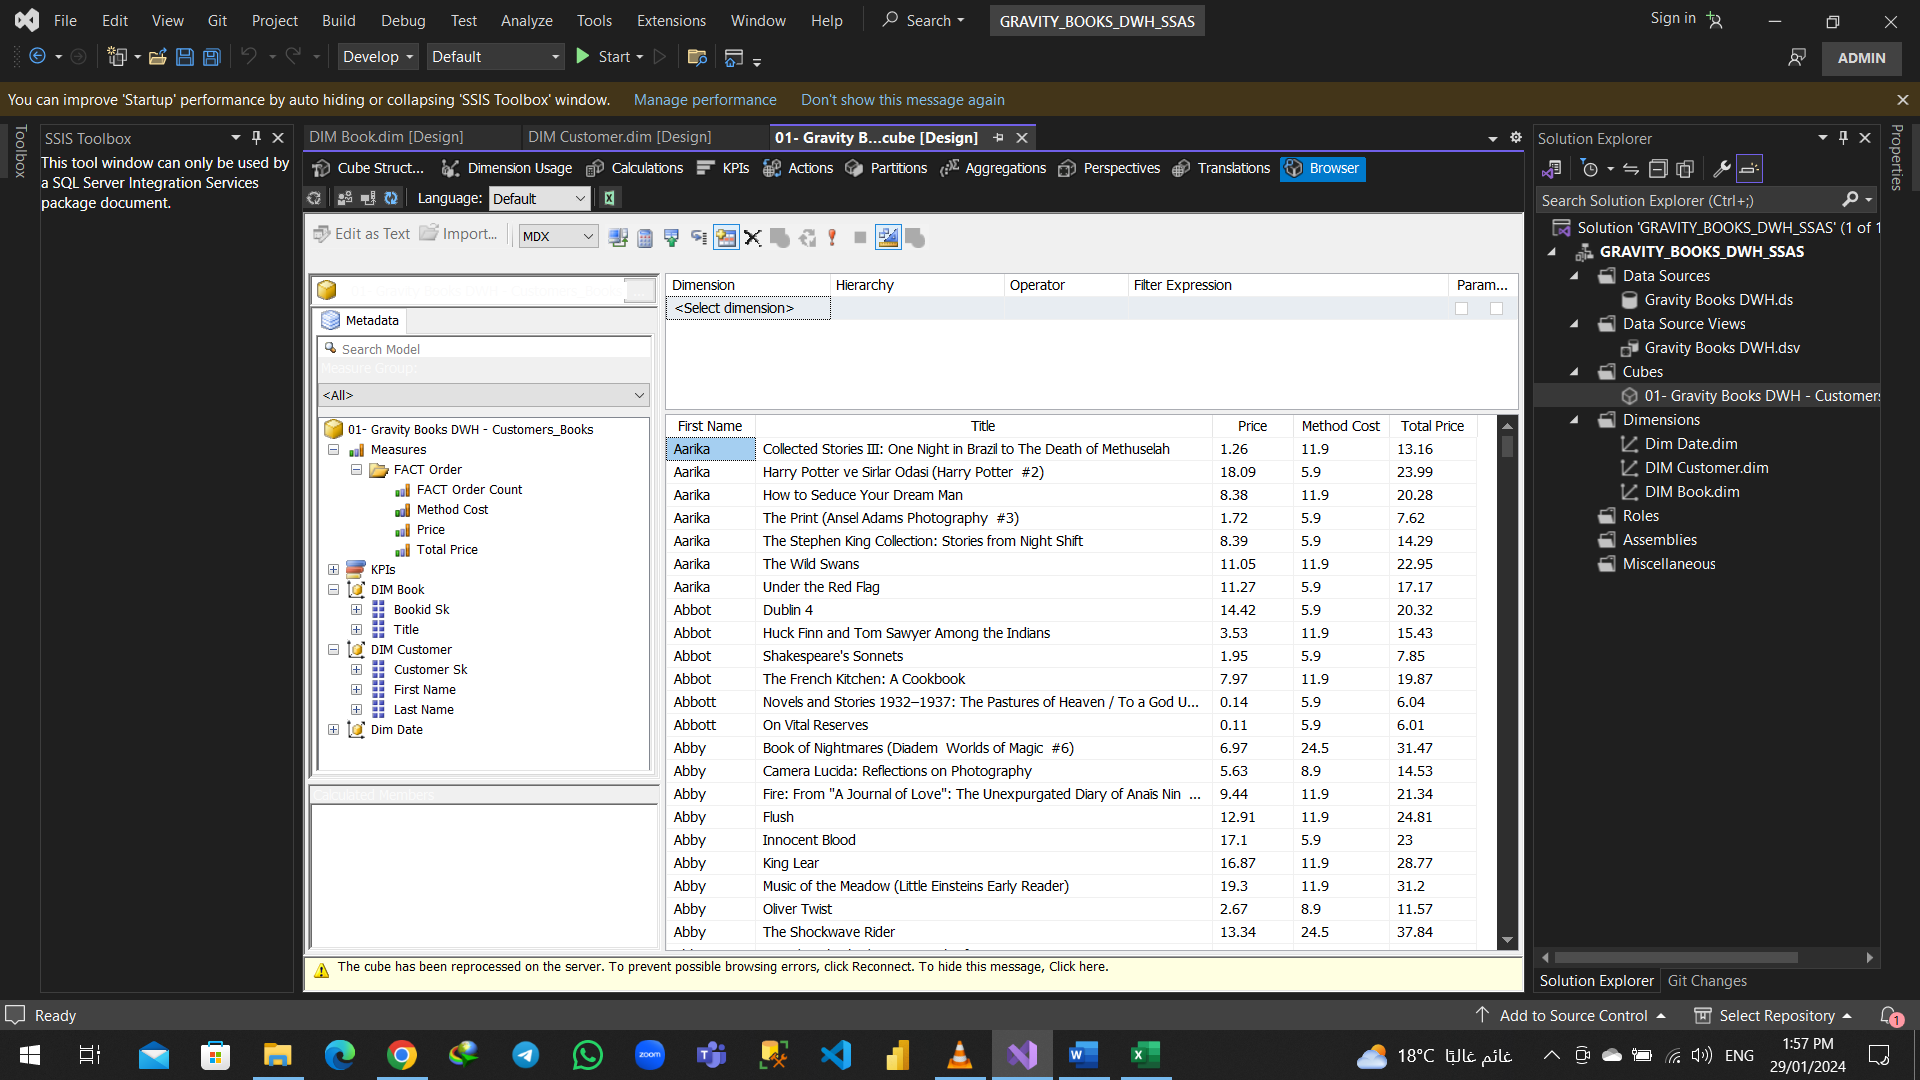 File Edit View Git Project Build Debug Test Analyze Tools Extensions Window Help Search GRAVITY_BOOKS_DWH_SSAS Sign in
Develop Default Start ADMIN
You can improve 'Startup' performance by auto hiding or collapsing 'SSIS Toolbox' window. Manage performance Don't show this message again
Toolbox
SSIS Toolbox
This tool window can only be used by
a SQL Server Integration Services
package document.
DIM Book.dim [Design] DIM Customer.dim [Design] 01- Gravity B...cube [Design]
Cube Struct... Dimension Usage Calculations KPIs Actions Partitions Aggregations Perspectives Translations Browser
Language: Default
Edit as Text Import... MDX
Metadata
Search Model
Measure Group:
<All>
01- Gravity Books DWH - Customers_Books
Measures
FACT Order
FACT Order Count
Method Cost
Price
Total Price
KPIs
DIM Book
Bookid Sk
Title
DIM Customer
Customer Sk
First Name
Last Name
Dim Date
Calculated Members
Dimension Hierarchy Operator Filter Expression Param...
<Select dimension>
First Name Title Price Method Cost Total Price
Aarika Collected Stories III: One Night in Brazil to The Death of Methuselah 1.26 11.9 13.16
Aarika Harry Potter ve Sirlar Odasi (Harry Potter #2) 18.09 5.9 23.99
Aarika How to Seduce Your Dream Man 8.38 11.9 20.28
Aarika The Print (Ansel Adams Photography #3) 1.72 5.9 7.62
Aarika The Stephen King Collection: Stories from Night Shift 8.39 5.9 14.29
Aarika The Wild Swans 11.05 11.9 22.95
Aarika Under the Red Flag 11.27 5.9 17.17
Abbot Dublin 4 14.42 5.9 20.32
Abbot Huck Finn and Tom Sawyer Among the Indians 3.53 11.9 15.43
Abbot Shakespeare's Sonnets 1.95 5.9 7.85
Abbot The French Kitchen: A Cookbook 7.97 11.9 19.87
Abbott Novels and Stories 1932–1937: The Pastures of Heaven / To a God U... 0.14 5.9 6.04
Abbott On Vital Reserves 0.11 5.9 6.01
Abby Book of Nightmares (Diadem Worlds of Magic #6) 6.97 24.5 31.47
Abby Camera Lucida: Reflections on Photography 5.63 8.9 14.53
Abby Fire: From "A Journal of Love": The Unexpurgated Diary of Anaïs Nin ... 9.44 11.9 21.34
Abby Flush 12.91 11.9 24.81
Abby Innocent Blood 17.1 5.9 23
Abby King Lear 16.87 11.9 28.77
Abby Music of the Meadow (Little Einsteins Early Reader) 19.3 11.9 31.2
Abby Oliver Twist 2.67 8.9 11.57
Abby The Shockwave Rider 13.34 24.5 37.84
The cube has been reprocessed on the server. To prevent possible browsing errors, click Reconnect. To hide this message, Click here.
Solution Explorer
Search Solution Explorer (Ctrl+;)
Solution 'GRAVITY_BOOKS_DWH_SSAS' (1 of 1
GRAVITY_BOOKS_DWH_SSAS
Data Sources
Gravity Books DWH.ds
Data Source Views
Gravity Books DWH.dsv
Cubes
01- Gravity Books DWH - Customers
Dimensions
Dim Date.dim
DIM Customer.dim
DIM Book.dim
Roles
Assemblies
Miscellaneous
Solution Explorer Git Changes
Properties
Ready Add to Source Control Select Repository 1
zoom 18°C غائم غالبًا ENG 1:57 PM
29/01/2024